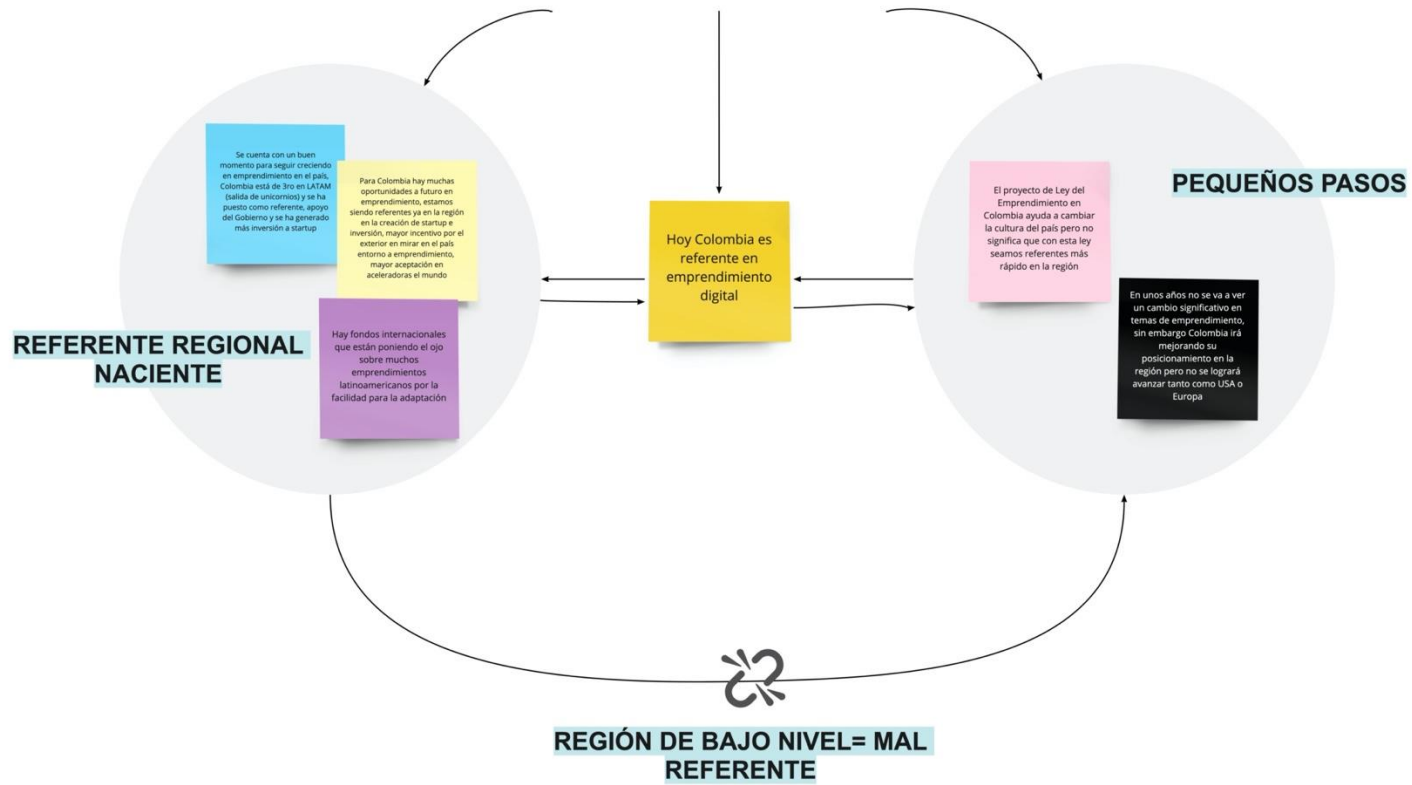 Se cuenta con un buen
momento para seguir creciendo
en emprendimiento en el país,
Colombia está de 3ro en LATAM
(salida de unicornios) y se ha
puesto como referente, apoyo
del Gobierno y se ha generado
más inversión a startup
Para Colombia hay muchas
oportunidades a futuro en
emprendimiento, estamos
siendo referentes ya en la región
en la creación de startup e
inversión, mayor incentivo por el
exterior en mirar en el país
entorno a emprendimiento,
mayor aceptación en
aceleradoras el mundo
Hay fondos internacionales
que están poniendo el ojo
sobre muchos
emprendimientos
latinoamericanos por la
facilidad para la adaptación
REFERENTE REGIONAL
NACIENTE
Hoy Colombia es
referente en
emprendimiento
digital
El proyecto de Ley del
Emprendimiento en
Colombia ayuda a cambiar
la cultura del país pero no
significa que con esta ley
seamos referentes más
rápido en la región
PEQUEÑOS PASOS
En unos años no se va a ver
un cambio significativo en
temas de emprendimiento,
sin embargo Colombia irá
mejorando su
posicionamiento en la
región pero no se logrará
avanzar tanto como USA o
Europa
REGIÓN DE BAJO NIVEL= MAL
REFERENTE